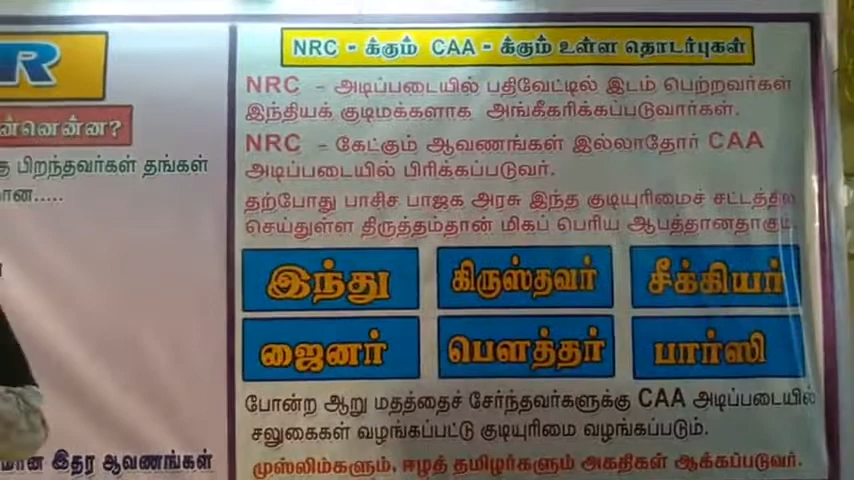 R
ன்னென்ன?
பிறந்தவர்கள் தங்கள்
ான.....
மான இதர ஆவணங்கள்
NRC - க்கும் CAA - க்கும் உள்ள தொடர்புகள்
NRC - அடிப்படையில் பதிவேட்டில் இடம் பெற்றவர்கள்
இந்தியக் குடிமக்களாக அங்கீகரிக்கப்படுவார்கள்.
NRC - கேட்கும் ஆவணங்கள் இல்லாதோர் CAA
அடிப்படையில் பிரிக்கப்படுவர்.
தற்போது பாசிச பாஜக அரசு இந்த குடியுரிமைச் சட்டத்தில
செய்துள்ள திருத்தம்தான் மிகப் பெரிய ஆபத்தானதாகும்.
இந்து கிருஸ்தவர் சீக்கியர்
ஜைனர் பெளத்தர் பார்ஸி
போன்ற ஆறு மதத்தைச் சேர்ந்தவர்களுக்கு CAA அடிப்படையில்
சலுகைகள் வழங்கப்பட்டு குடியுரிமை வழங்கப்படும்.
முஸ்லிம்களும், ஈழத் தமிழர்களும் அகதிகள் ஆக்கப்படுவர்.